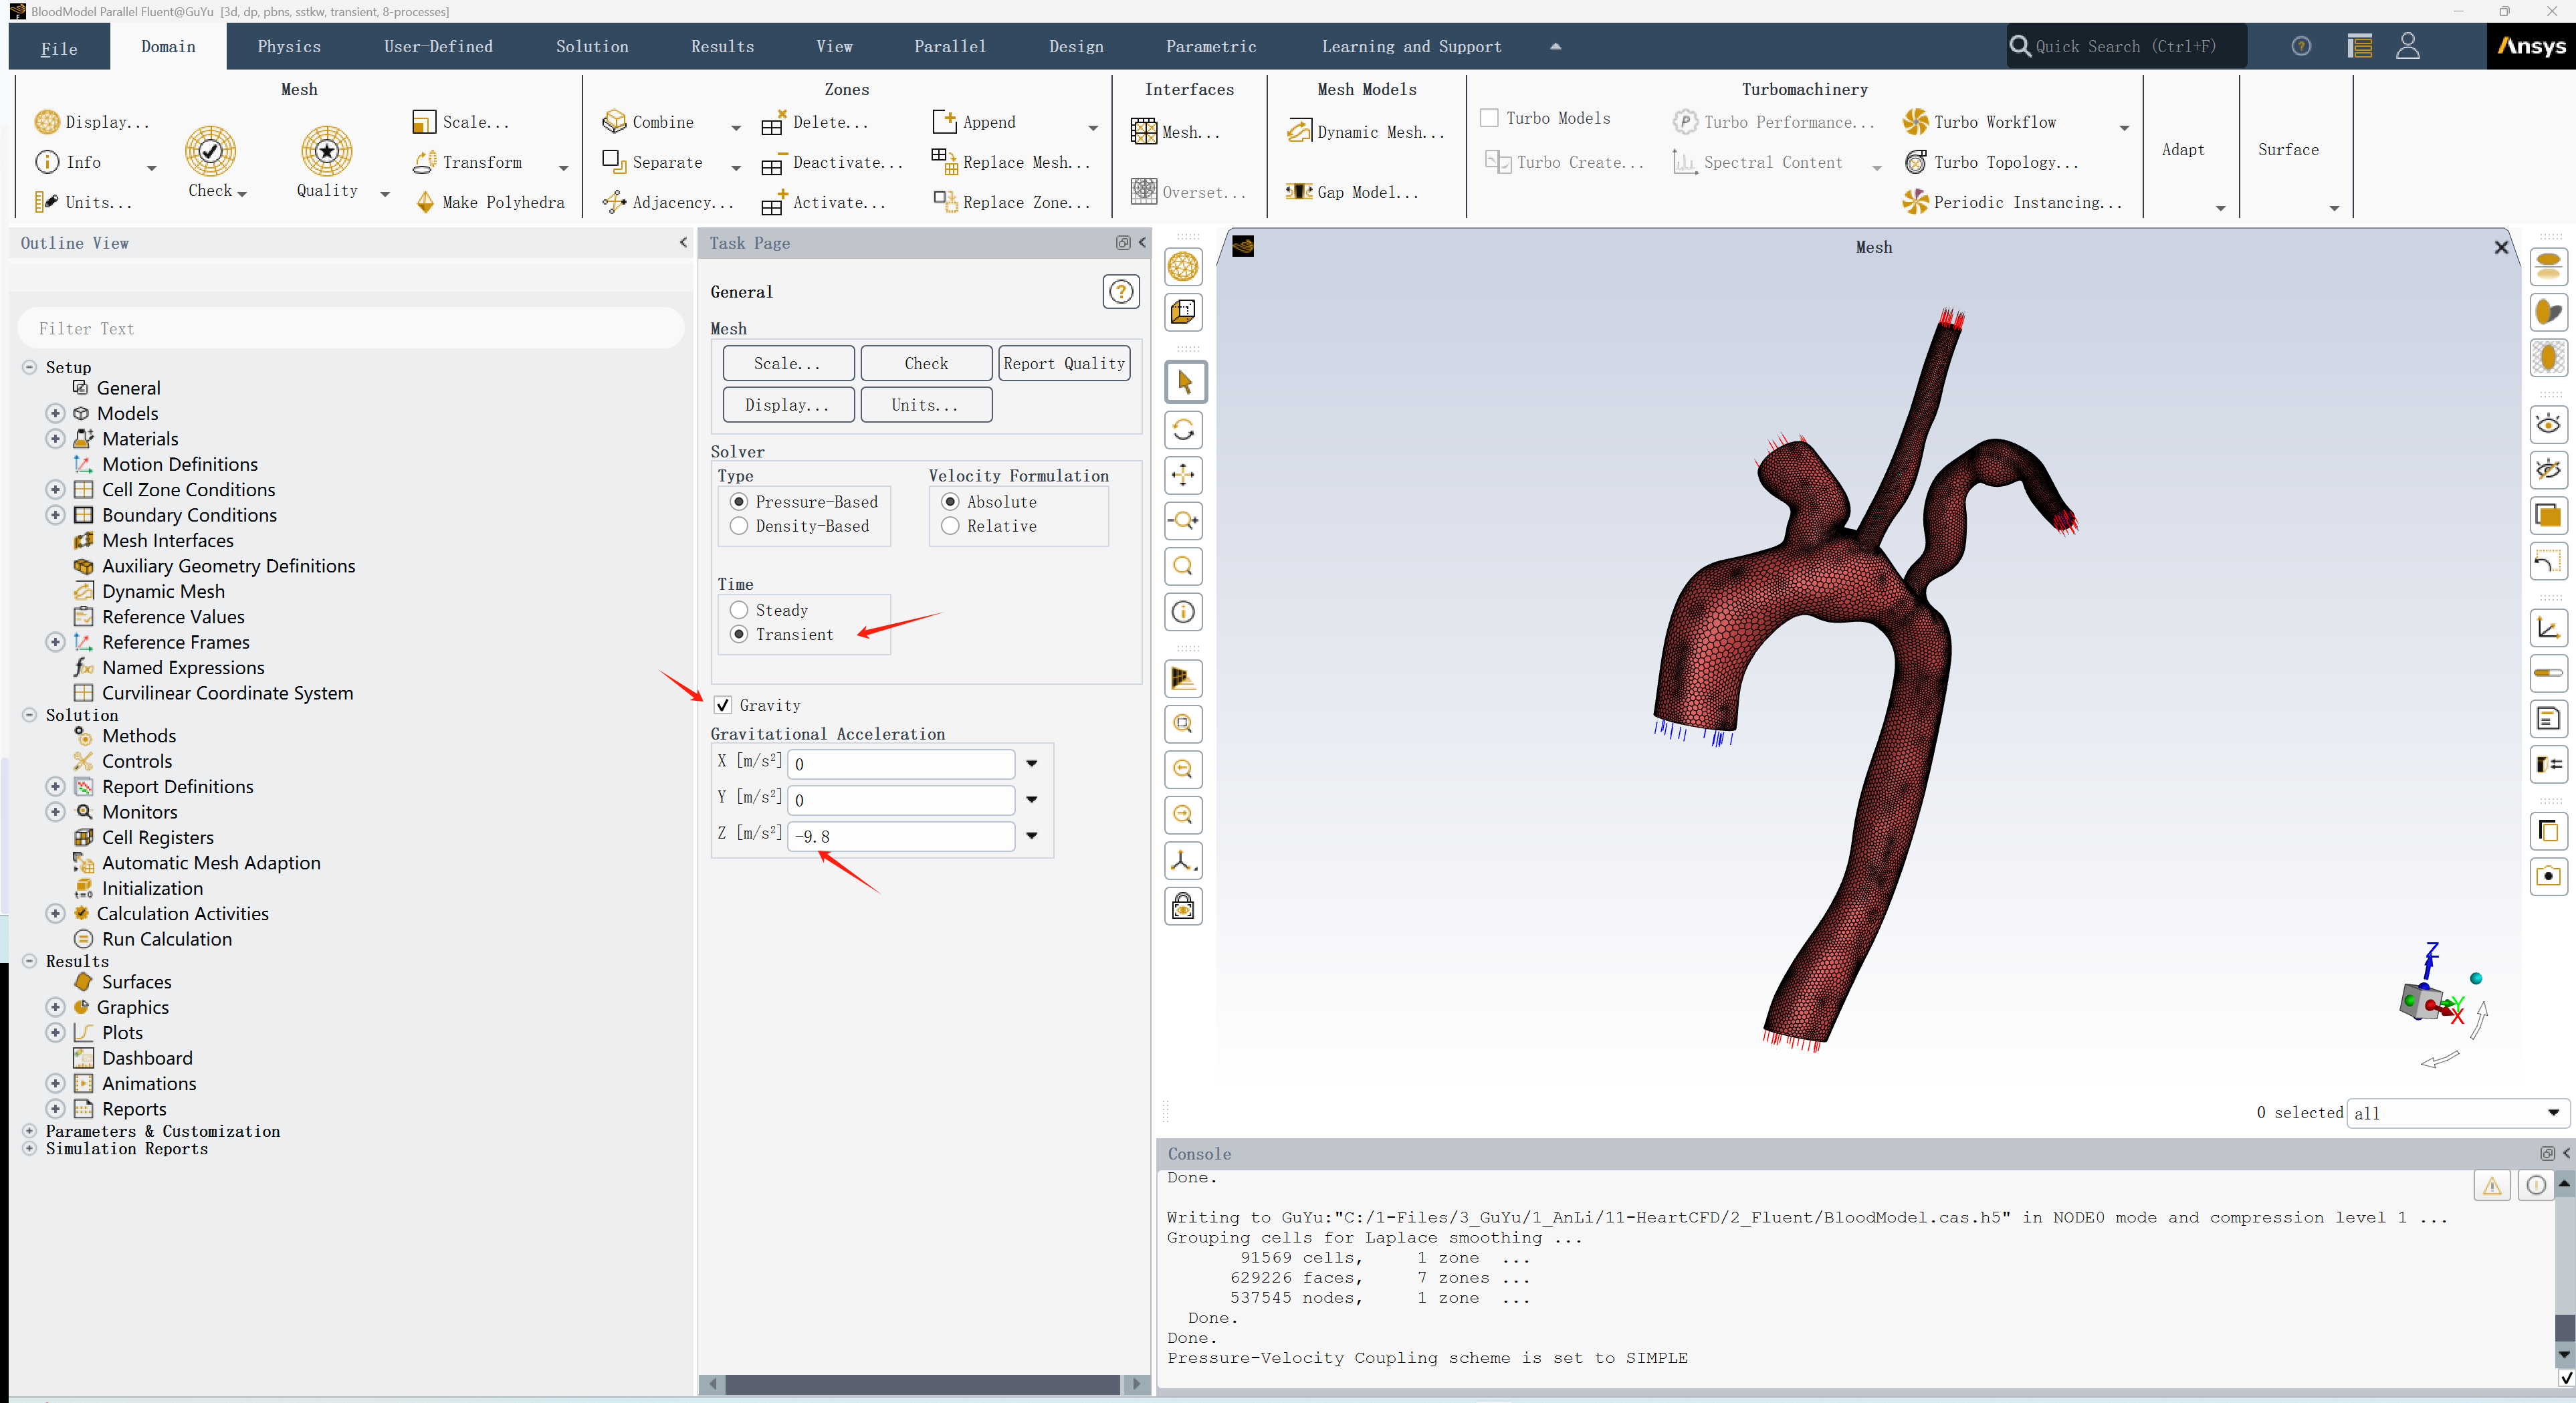 BloodModel Parallel Fluent@GuYu [3d, dp, pbns, sstkw, transient, 8-processes]
File Domain Physics User-Defined Solution Results View Parallel Design Parametric Learning and Support Quick Search (Ctrl+F) Ansys
Mesh
Display...
Info
Units...
Check
Quality
Scale...
Transform
Make Polyhedra
Zones
Combine
Separate
Adjacency...
Delete...
Deactivate...
Activate...
Append
Replace Mesh...
Replace Zone...
Interfaces
Mesh...
Overset...
Mesh Models
Dynamic Mesh...
Gap Model...
Turbomachinery
Turbo Models
Turbo Create...
Turbo Performance...
Spectral Content
Turbo Workflow
Turbo Topology...
Periodic Instancing...
Adapt
Surface
Outline View
Filter Text
Setup
General
Models
Materials
Motion Definitions
Cell Zone Conditions
Boundary Conditions
Mesh Interfaces
Auxiliary Geometry Definitions
Dynamic Mesh
Reference Values
Reference Frames
Named Expressions
Curvilinear Coordinate System
Solution
Methods
Controls
Report Definitions
Monitors
Cell Registers
Automatic Mesh Adaption
Initialization
Calculation Activities
Run Calculation
Results
Surfaces
Graphics
Plots
Dashboard
Animations
Reports
Parameters & Customization
Simulation Reports
Task Page
General
Mesh
Scale... Check Report Quality
Display... Units...
Solver
Type Velocity Formulation
Pressure-Based Absolute
Density-Based Relative
Time
Steady
Transient
Gravity
Gravitational Acceleration
X [m/s²] 0
Y [m/s²] 0
Z [m/s²] -9.8
Mesh
Z
Y
X
0 selected all
Console
Done.
Writing to GuYu:"C:/1-Files/3_GuYu/1_AnLi/11-HeartCFD/2_Fluent/BloodModel.cas.h5" in NODE0 mode and compression level 1 ...
Grouping cells for Laplace smoothing ...
91569 cells, 1 zone ...
629226 faces, 7 zones ...
537545 nodes, 1 zone ...
Done.
Done.
Pressure-Velocity Coupling scheme is set to SIMPLE